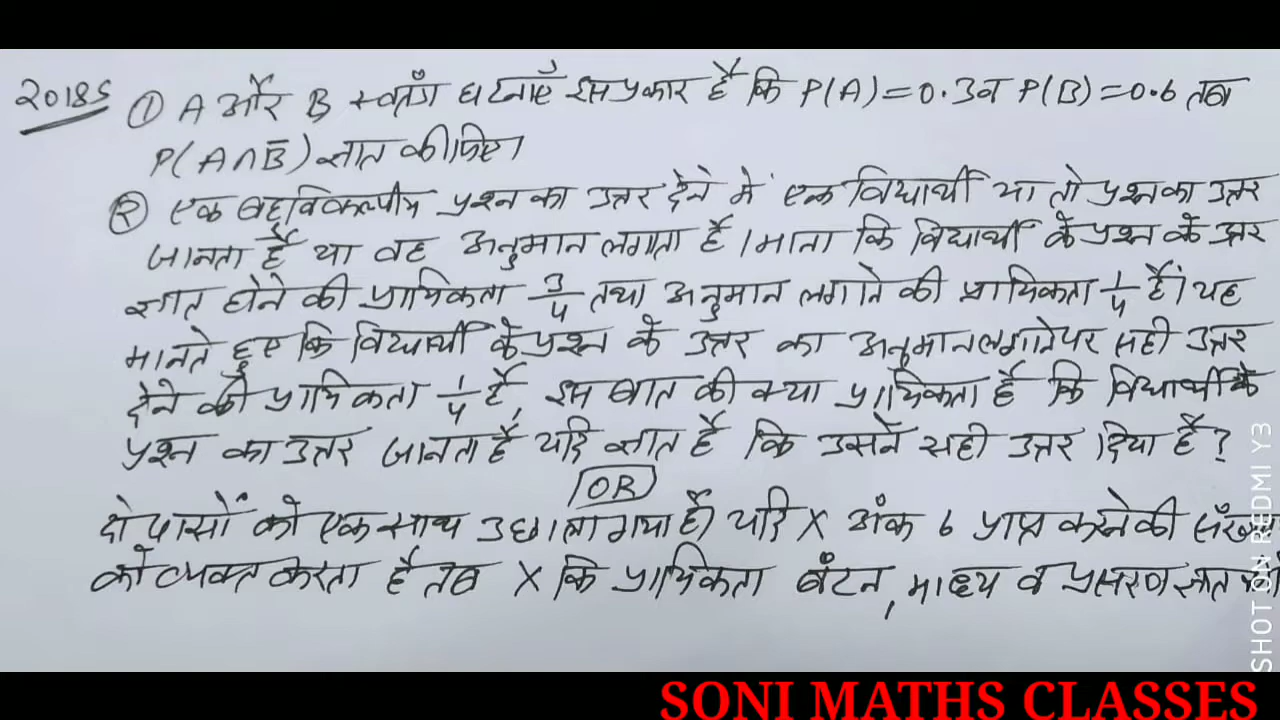 2018S ① A और B स्वतंत्र घटनाएँ इस प्रकार हैं कि P(A)=0.3 व P(B)=0.6 तब
P(A∩B̄) ज्ञात कीजिए।
② एक बहुविकल्पीय प्रश्न का उत्तर देने में एक विद्यार्थी या तो प्रश्न का उत्तर
जानता है या वह अनुमान लगाता है। माना कि विद्यार्थी के प्रश्न के उत्तर
ज्ञात होने की प्रायिकता 3/4 तथा अनुमान लगाने की प्रायिकता 1/4 है। यह
मानते हुए कि विद्यार्थी के प्रश्न के उत्तर का अनुमान लगाने पर सही उत्तर
देने की प्रायिकता 1/4 है, इस बात की क्या प्रायिकता है कि विद्यार्थी के
प्रश्न का उत्तर जानता है यदि ज्ञात है कि उसने सही उत्तर दिया है?
OR
दो पासों को एक साथ उछाला गया है। यदि X अंक 6 प्राप्त करने की संख्या
को व्यक्त करता है तब X कि प्रायिकता बंटन, माध्य व प्रसरण ज्ञात
SHOT ON REDMI Y3
SONI MATHS CLASSES